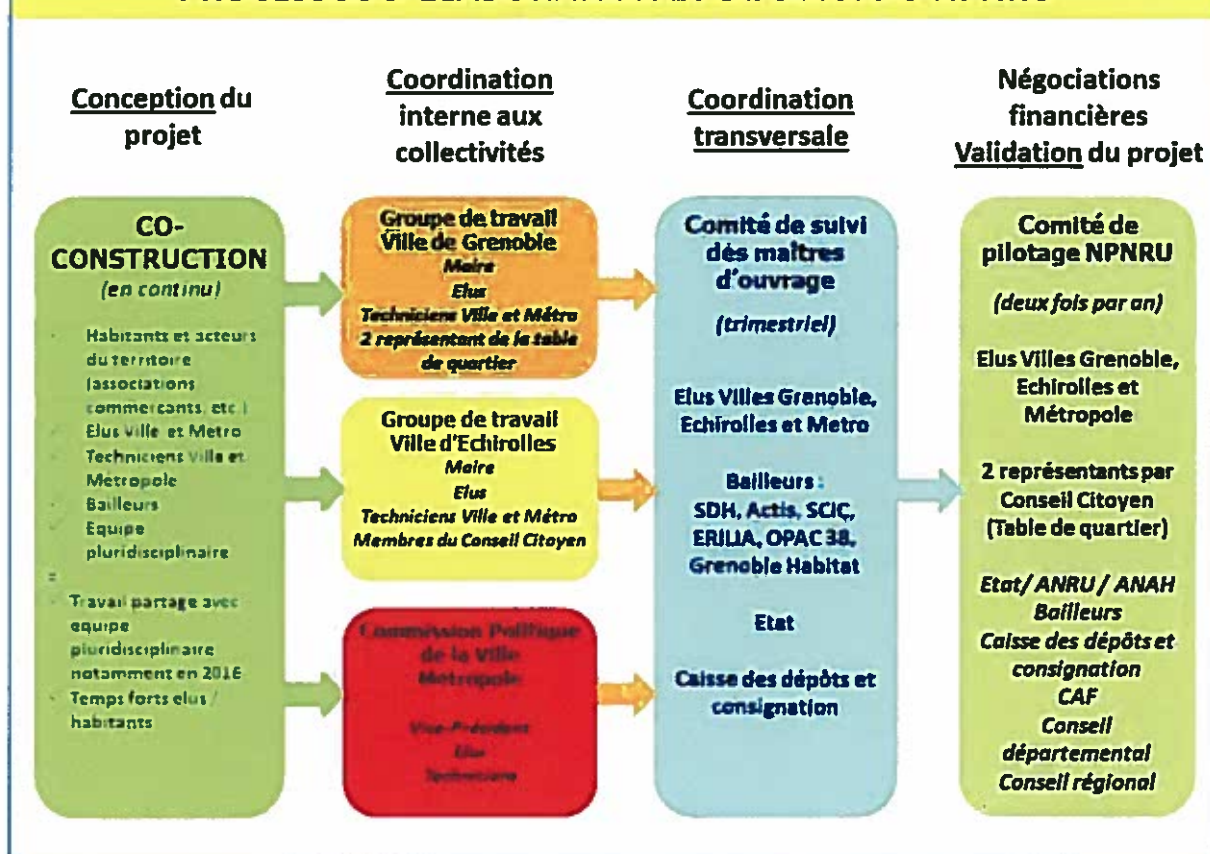 Conception du
projet
Coordination
interne aux
collectivités
Coordination
transversale
Négociations
financières
Validation du projet
CO-
CONSTRUCTION
(en continu)
- Habitants et acteurs
du territoire
(associations
commercants, etc.)
- Elus Ville et Metro
- Techniciens Ville et
Metropole
- Bailleurs
- Equipe
pluridisciplinaire
=
- Travail partage avec
equipe
pluridisciplinaire
notamment en 2016
- Temps forts elus /
habitants
Groupe de travail
Ville de Grenoble
Maire
Elus
Techniciens Ville et Métro
2 représentant de la table
de quartier
Groupe de travail
Ville d'Echirolles
Maire
Elus
Techniciens Ville et Métro
Membres du Conseil Citoyen
Commission Politique
de la Ville
Métropole
Vice-Président
Elus
Techniciens
Comité de suivi
dés maîtres
d'ouvrage
(trimestriel)
Elus Villes Grenoble,
Echirolles et Metro
Bailleurs :
SDH, Actis, SCIC,
ERILIA, OPAC 38,
Grenoble Habitat
Etat
Caisse des dépôts et
consignation
Comité de
pilotage NPNRU
(deux fois par an)
Elus Villes Grenoble,
Echirolles et
Métropole
2 représentants par
Conseil Citoyen
(Table de quartier)
Etat/ ANRU / ANAH
Bailleurs
Caisse des dépôts et
consignation
CAF
Conseil
départemental
Conseil régional